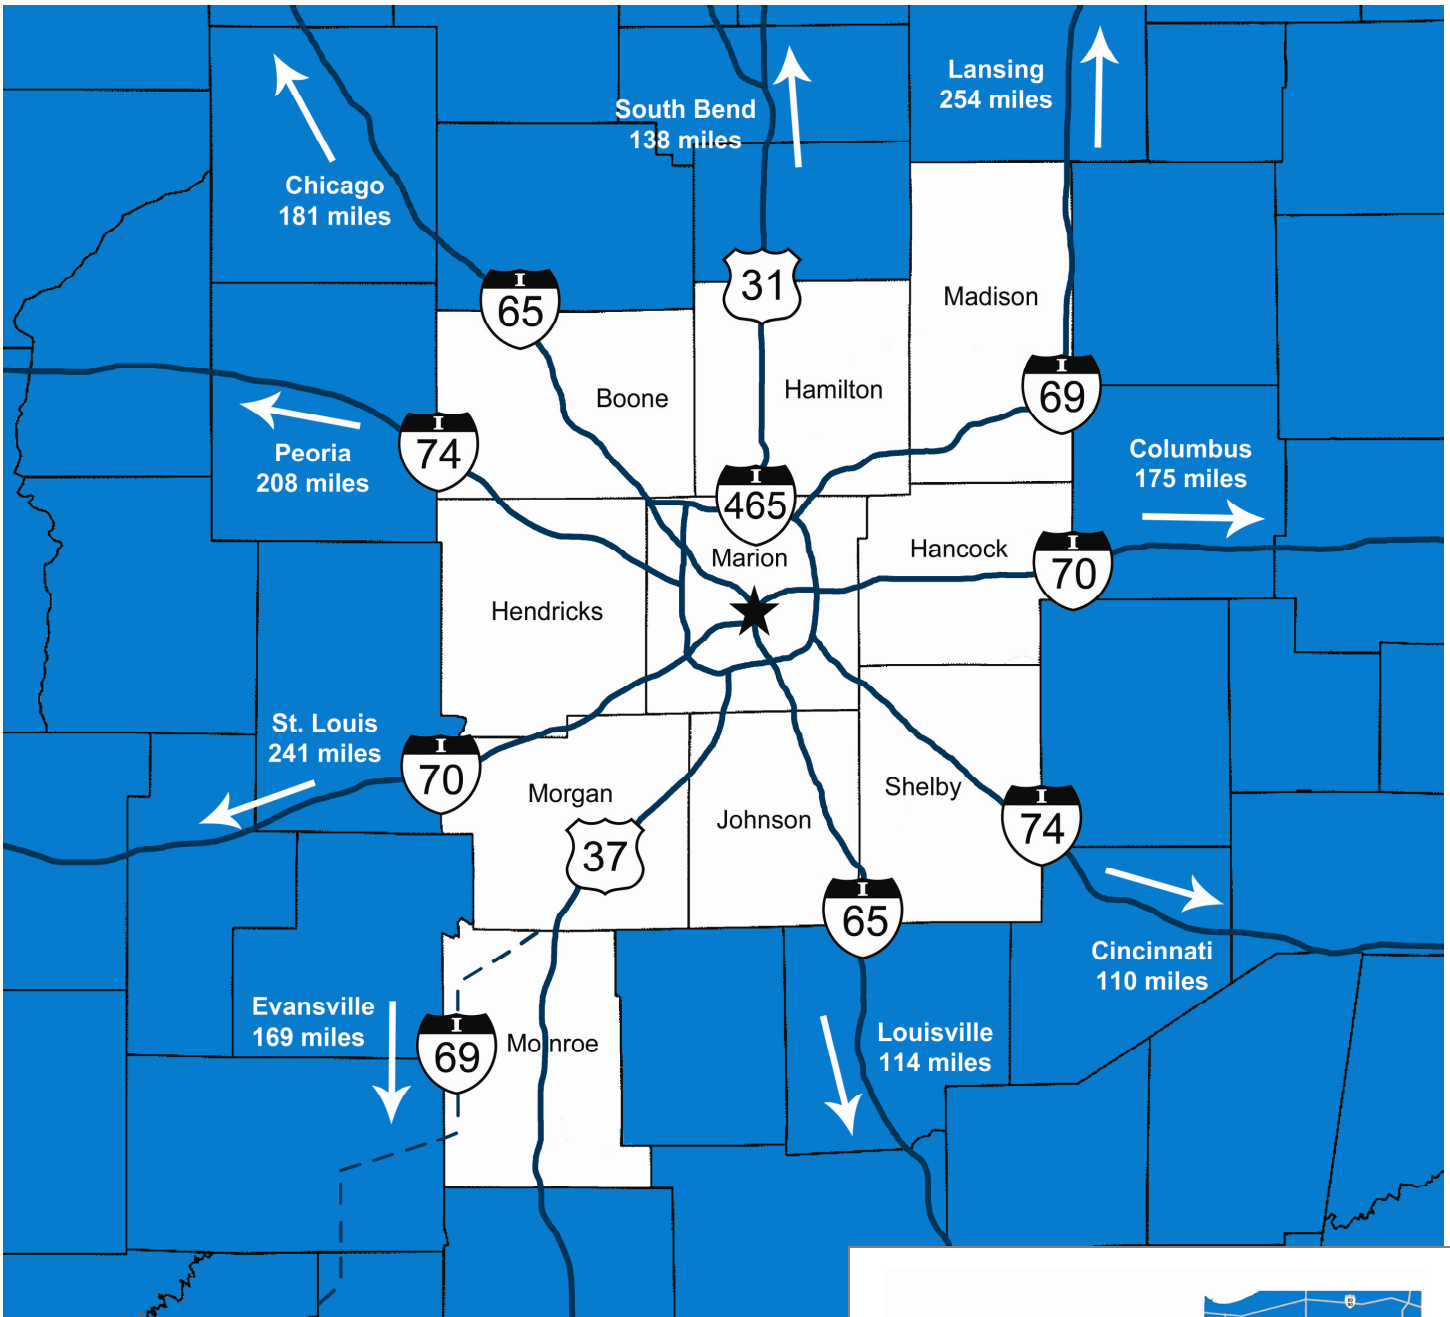 Lansing
254 miles
South Bend
138 miles
Chicago
181 miles
I
65
31
Madison
I
69
Boone
Hamilton
I
74
Peoria
208 miles
Columbus
175 miles
I
465
Marion
Hancock
I
70
Hendricks
St. Louis
241 miles
I
70
Morgan
Johnson
Shelby
I
74
37
I
65
Cincinnati
110 miles
Evansville
169 miles
I
69
Monroe
Louisville
114 miles